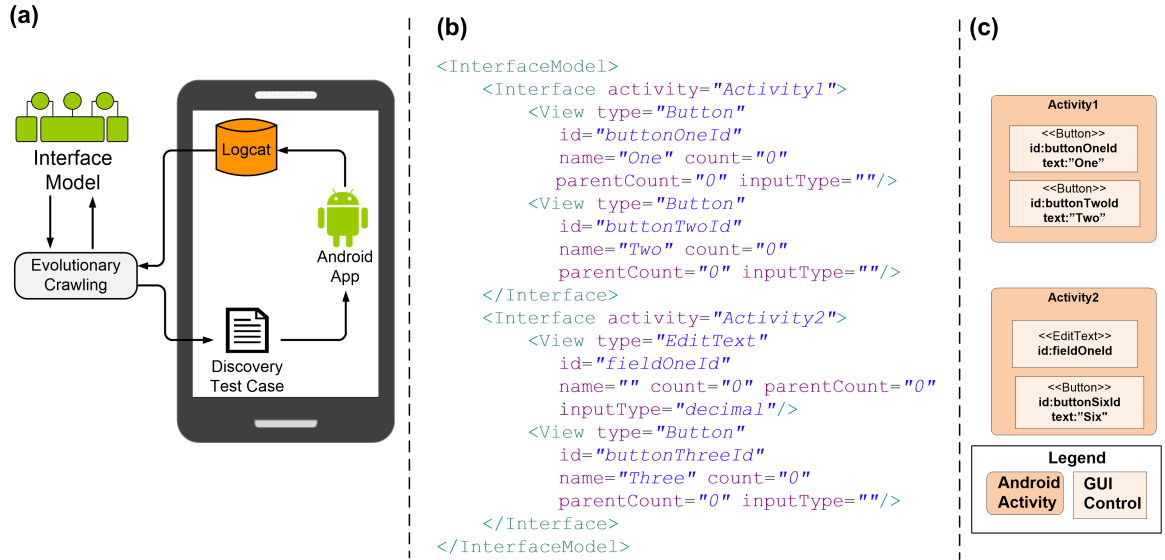 (a)
Interface
Model
Evolutionary
Crawling
Logcat
Android
App
Discovery
Test Case
(b)
<InterfaceModel>
<Interface activity="Activity1">
<View type="Button"
id="buttonOneId"
name="One" count="0"
parentCount="0" inputType=""/>
<View type="Button"
id="buttonTwoId"
name="Two" count="0"
parentCount="0" inputType=""/>
</Interface>
<Interface activity="Activity2">
<View type="EditText"
id="fieldOneId"
name="" count="0" parentCount="0"
inputType="decimal"/>
<View type="Button"
id="buttonThreeId"
name="Three" count="0"
parentCount="0" inputType=""/>
</Interface>
</InterfaceModel>
(c)
Activity1
<<Button>>
id:buttonOneId
text:”One”
<<Button>>
id:buttonTwoId
text:”Two”
Activity2
<<EditText>>
id:fieldOneId
<<Button>>
id:buttonSixId
text:”Six"
Legend
Android
Activity
GUI
Control